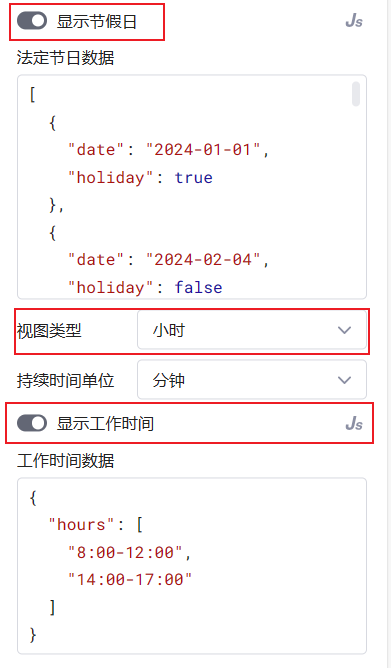 显示节假日 Js
法定节日数据
[
  {
    "date": "2024-01-01",
    "holiday": true
  },
  {
    "date": "2024-02-04",
    "holiday": false
视图类型 小时
持续时间单位 分钟
显示工作时间 Js
工作时间数据
{
  "hours": [
    "8:00-12:00",
    "14:00-17:00"
  ]
}